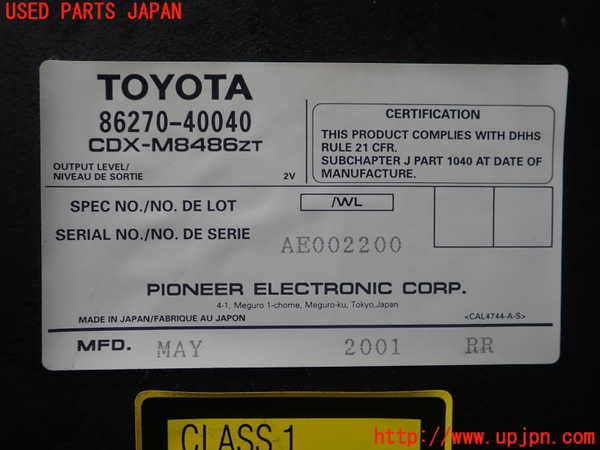 USED PARTS JAPAN
TOYOTA
86270-40040
CDX-M8486ZT
OUTPUT LEVEL/
NIVEAU DE SORTIE 2V
CERTIFICATION
THIS PRODUCT COMPLIES WITH DHHS
RULE 21 CFR.
SUBCHAPTER J PART 1040 AT DATE OF
MANUFACTURE.
SPEC NO./NO. DE LOT /WL
SERIAL NO./NO. DE SERIE AE002200
PIONEER ELECTRONIC CORP.
4-1, Meguro 1-chome, Meguro-ku, Tokyo,Japan
MADE IN JAPAN/FABRIQUE AU JAPON <CAL4744-A-S>
MFD. MAY 2001 RR
CLASS 1
http://www.upjpn.com/